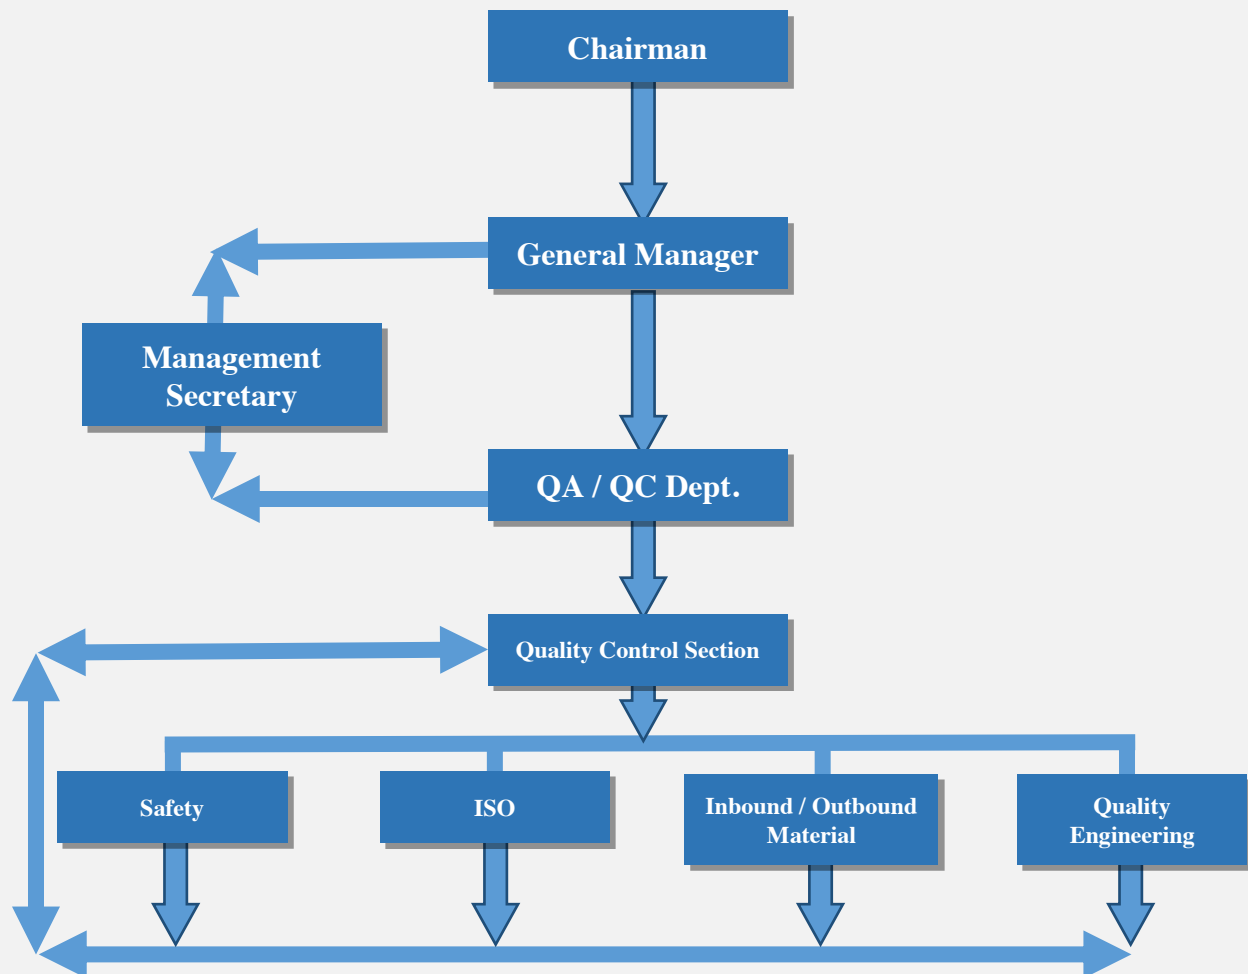 Chairman
General Manager
Management
Secretary
QA / QC Dept.
Quality Control Section
Safety
ISO
Inbound / Outbound
Material
Quality
Engineering